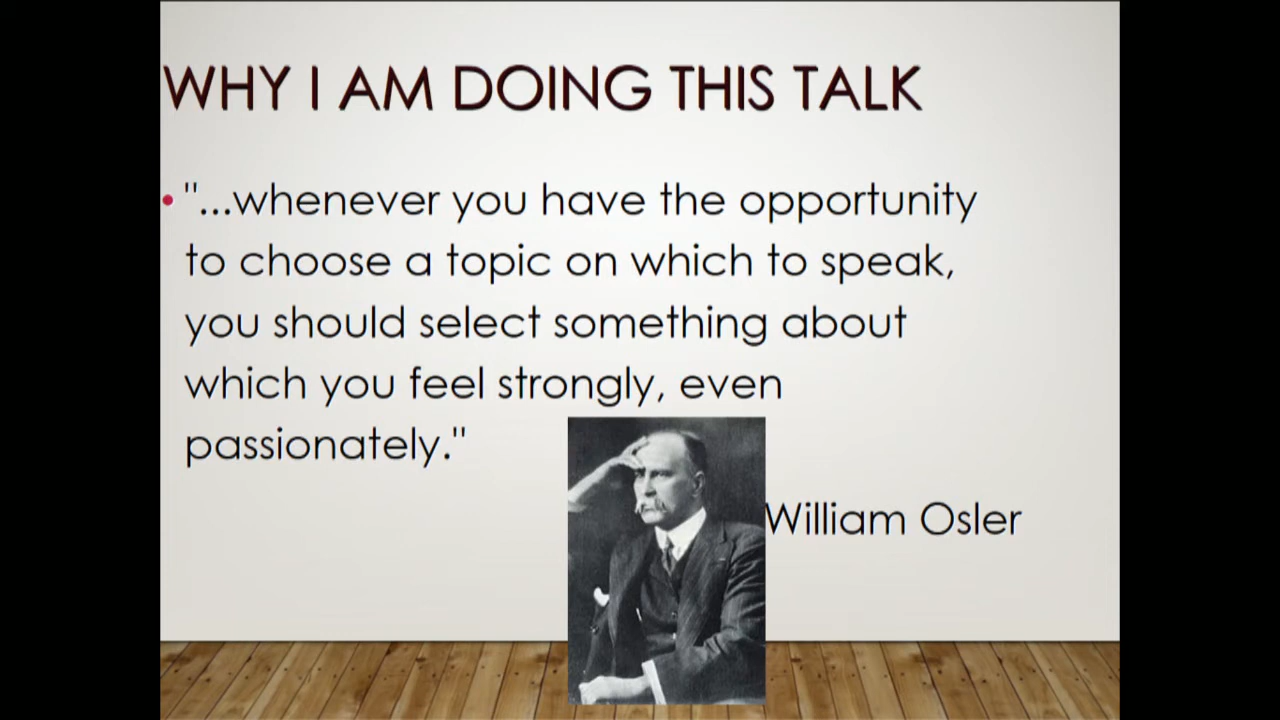 WHY I AM DOING THIS TALK
• "...whenever you have the opportunity
to choose a topic on which to speak,
you should select something about
which you feel strongly, even
passionately."
William Osler